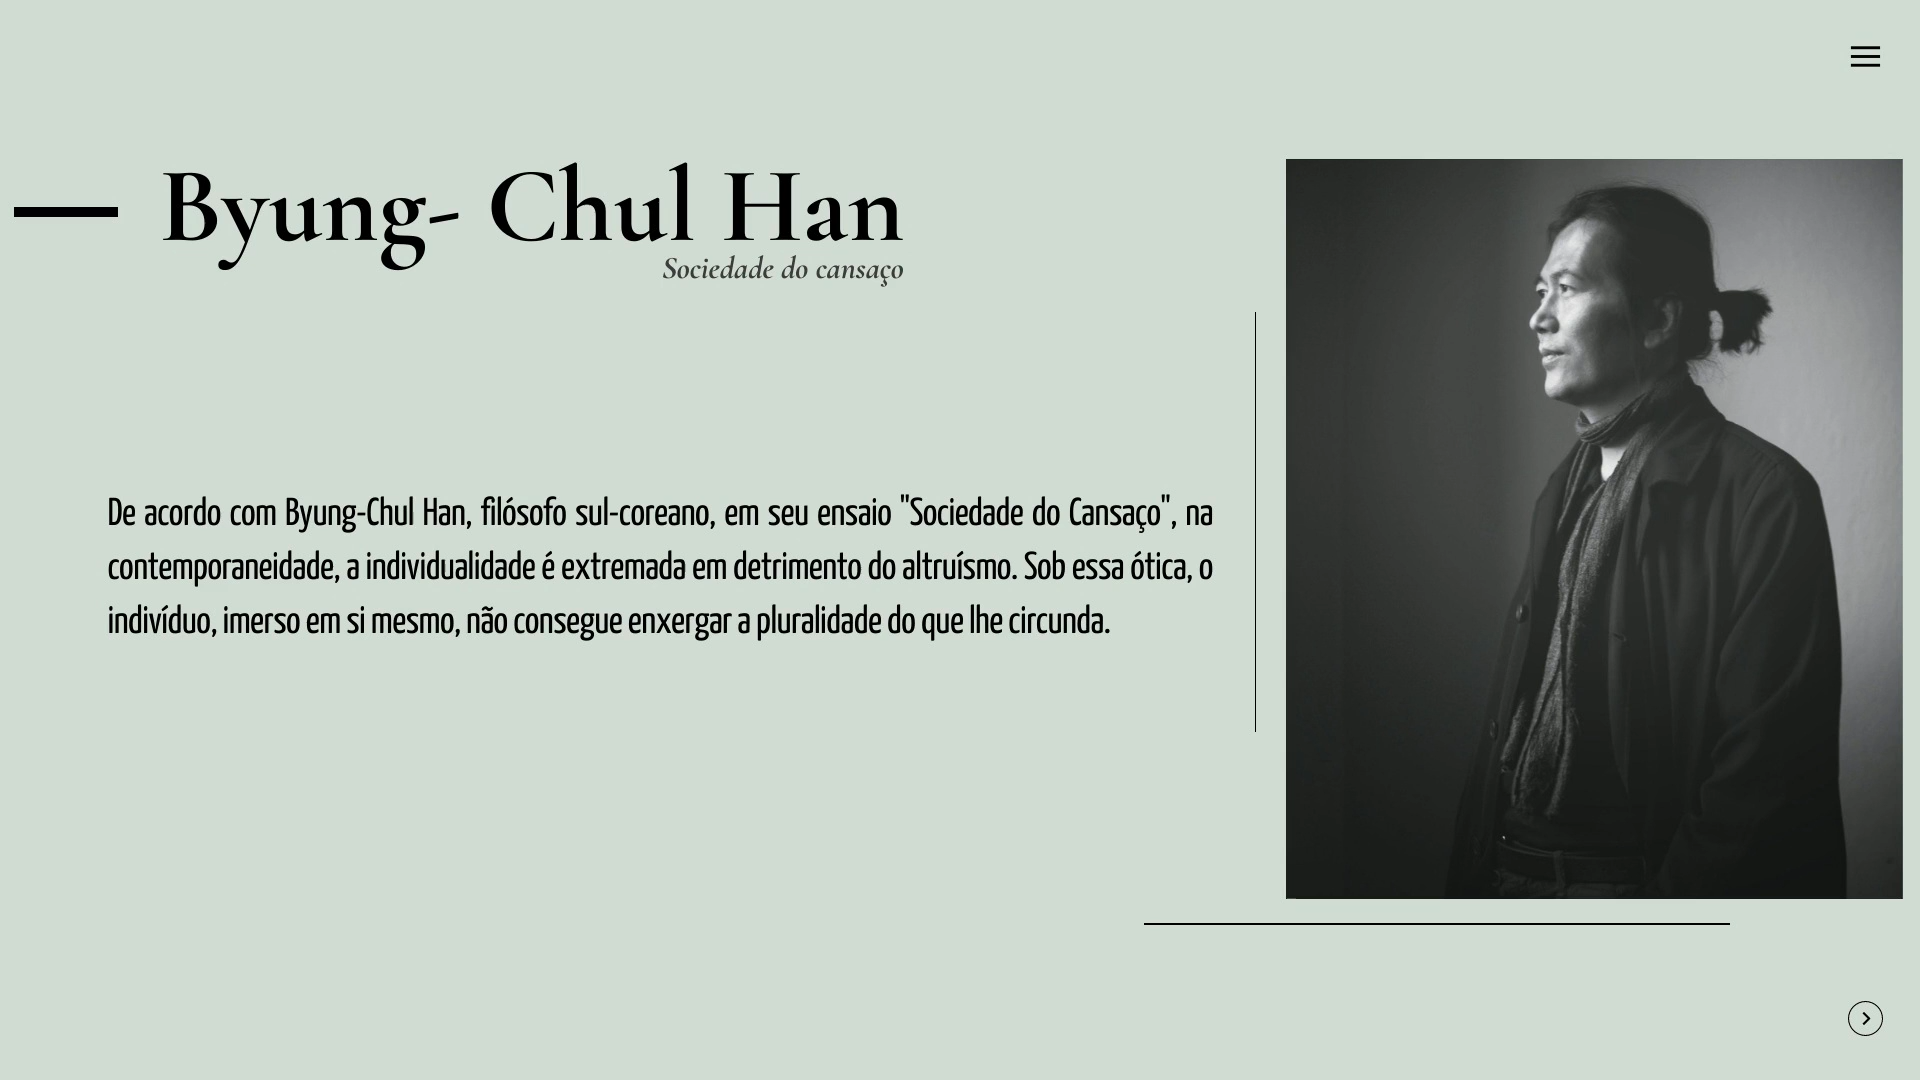 Byung- Chul Han
Sociedade do cansaço
De acordo com Byung-Chul Han, filósofo sul-coreano, em seu ensaio "Sociedade do Cansaço", na
contemporaneidade, a individualidade é extremada em detrimento do altruísmo. Sob essa ótica, o
indivíduo, imerso em si mesmo, não consegue enxergar a pluralidade do que lhe circunda.